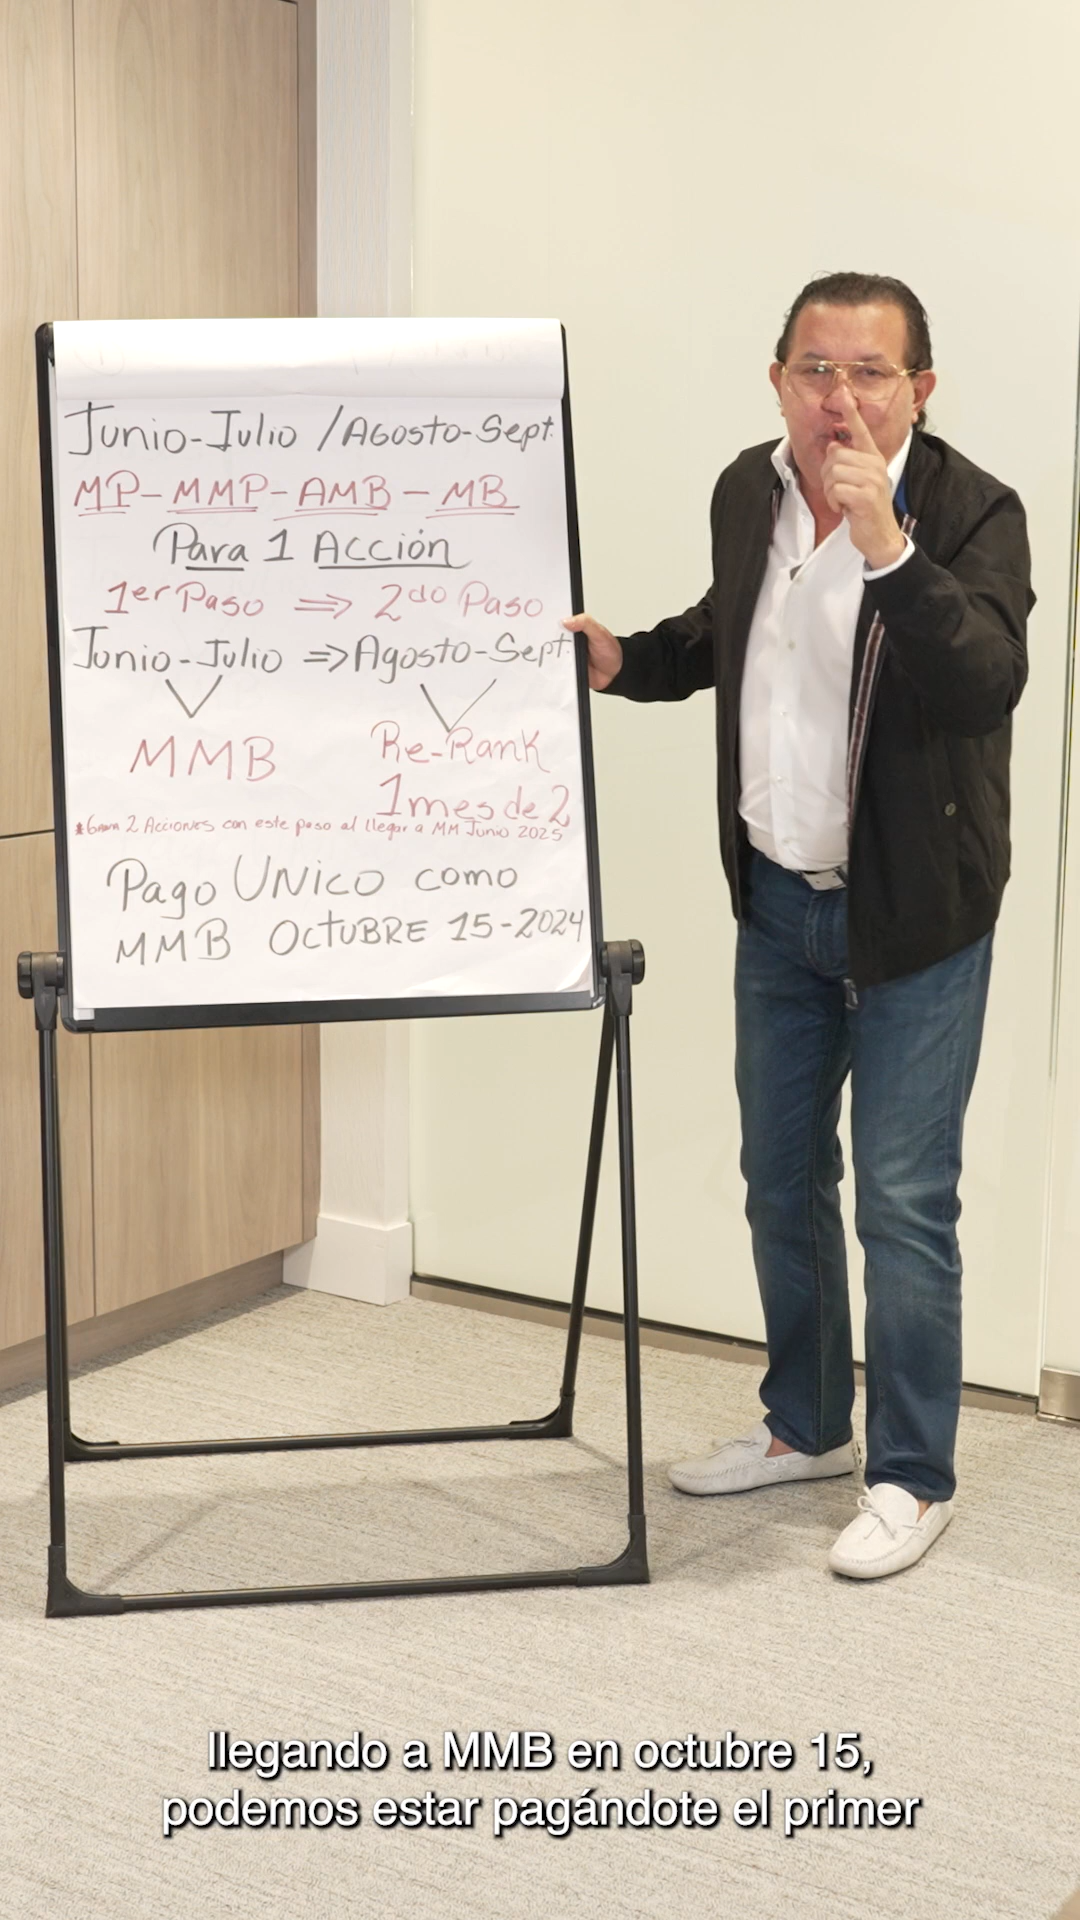 Junio-Julio / Agosto-Sept.
MP - MMP - AMB - MB
Para 1 Acción
1er Paso => 2do Paso
Junio-Julio => Agosto-Sept.
MMB Re-Rank
1 mes de 2
2 Acciones con este paso al llegar a MM Junio 2025
Pago UNico como
MMB OCTUBRE 15-2024
llegando a MMB en octubre 15,
podemos estar pagándote el primer